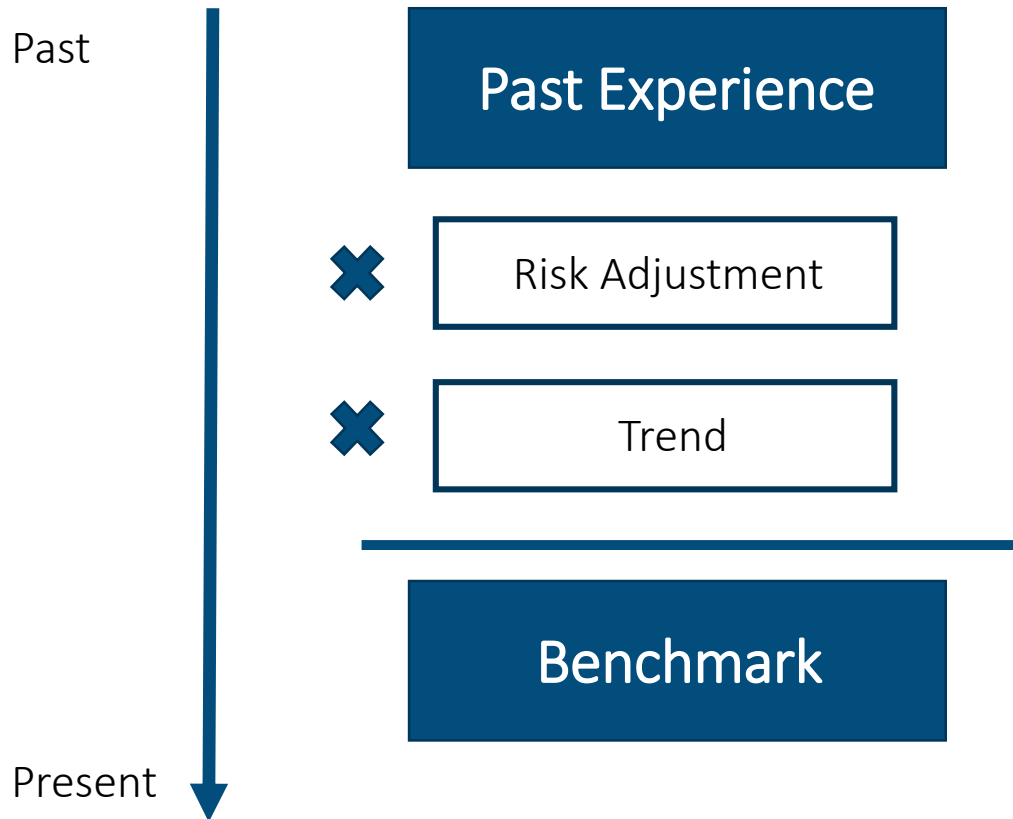 Past
Past Experience
Risk Adjustment
Trend
Benchmark
Present